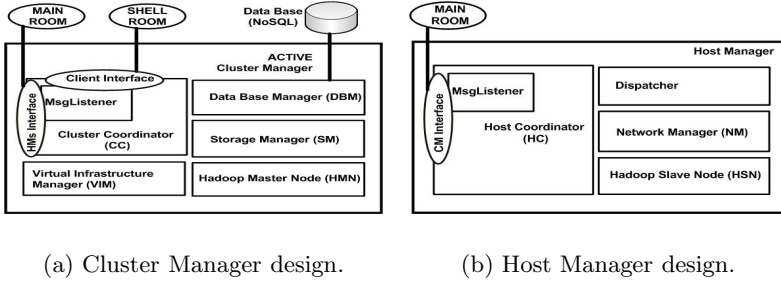 MAIN
ROOM
SHELL
ROOM
Data Base
(NoSQL)
ACTIVE
Cluster Manager
Client Interface
MsgListener
HMs Interface
Cluster Coordinator
(CC)
Data Base Manager (DBM)
Storage Manager (SM)
Virtual Infrastructure
Manager (VIM)
Hadoop Master Node (HMN)
(a) Cluster Manager design.
MAIN
ROOM
Host Manager
MsgListener
CM Interface
Host Coordinator
(HC)
Dispatcher
Network Manager (NM)
Hadoop Slave Node (HSN)
(b) Host Manager design.